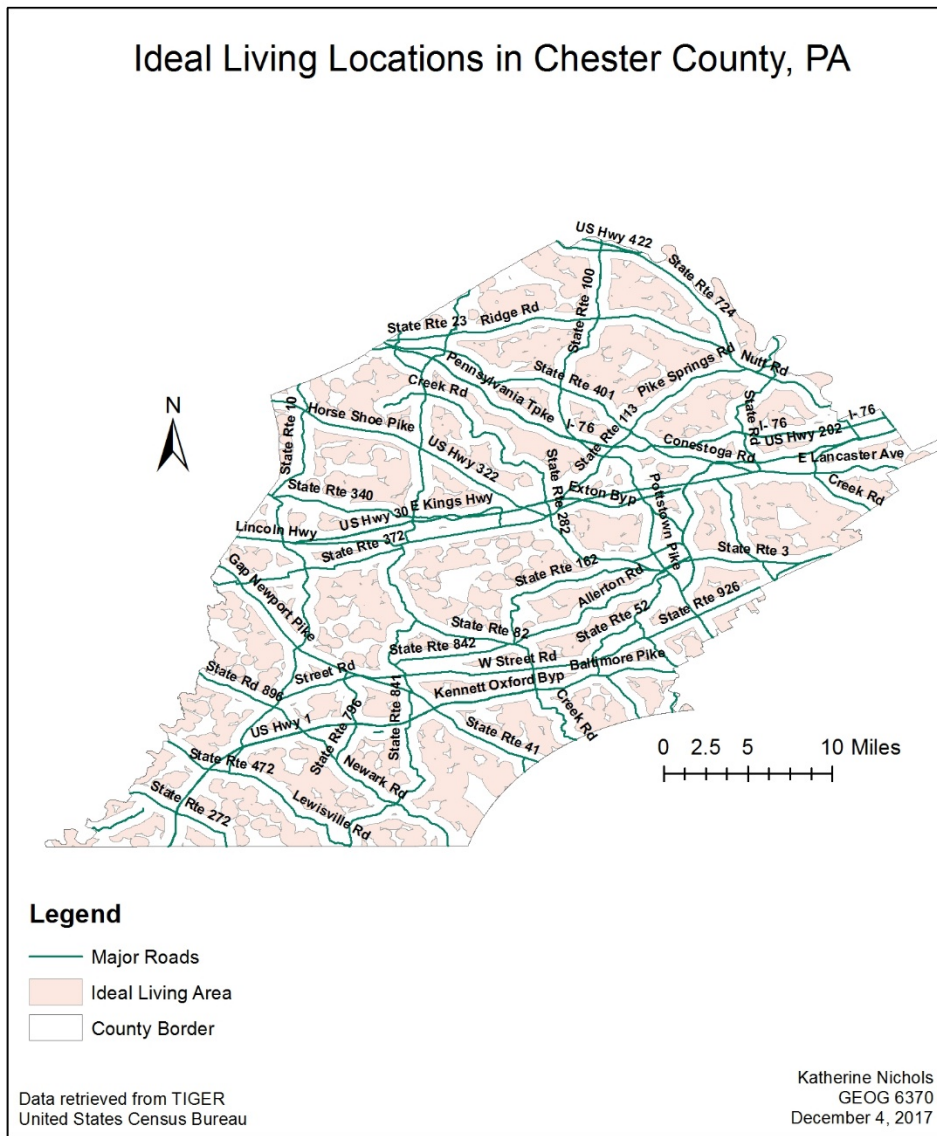 Ideal Living Locations in Chester County, PA
US Hwy 422
State Rte 724
State Rte 100
State Rte 23
Ridge Rd
Nutt Rd
Pike Springs Rd
Pennsylvania Tpke
State Rte 401
Creek Rd
N
State Rte 10
Horse Shoe Pike
I- 76
State Rte 113
State Rd
I- 76
I- 76
US Hwy 202
Conestoga Rd
E Lancaster Ave
US Hwy 322
State Rte 282
Pottstown Pike
Creek Rd
State Rte 340
US Hwy 30
E Kings Hwy
Exton Byp
Lincoln Hwy
State Rte 372
State Rte 3
State Rte 162
Allerton Rd
Gap Newport Pike
State Rte 82
State Rte 52
State Rte 926
State Rte 842
W Street Rd
Baltimore Pike
Street Rd
Kennett Oxford Byp
State Rd 896
State Rte 796
State Rte 841
Creek Rd
US Hwy 1
State Rte 41
State Rte 472
Newark Rd
State Rte 272
Lewisville Rd
0 2.5 5 10 Miles
Legend
Major Roads
Ideal Living Area
County Border
Data retrieved from TIGER
United States Census Bureau
Katherine Nichols
GEOG 6370
December 4, 2017